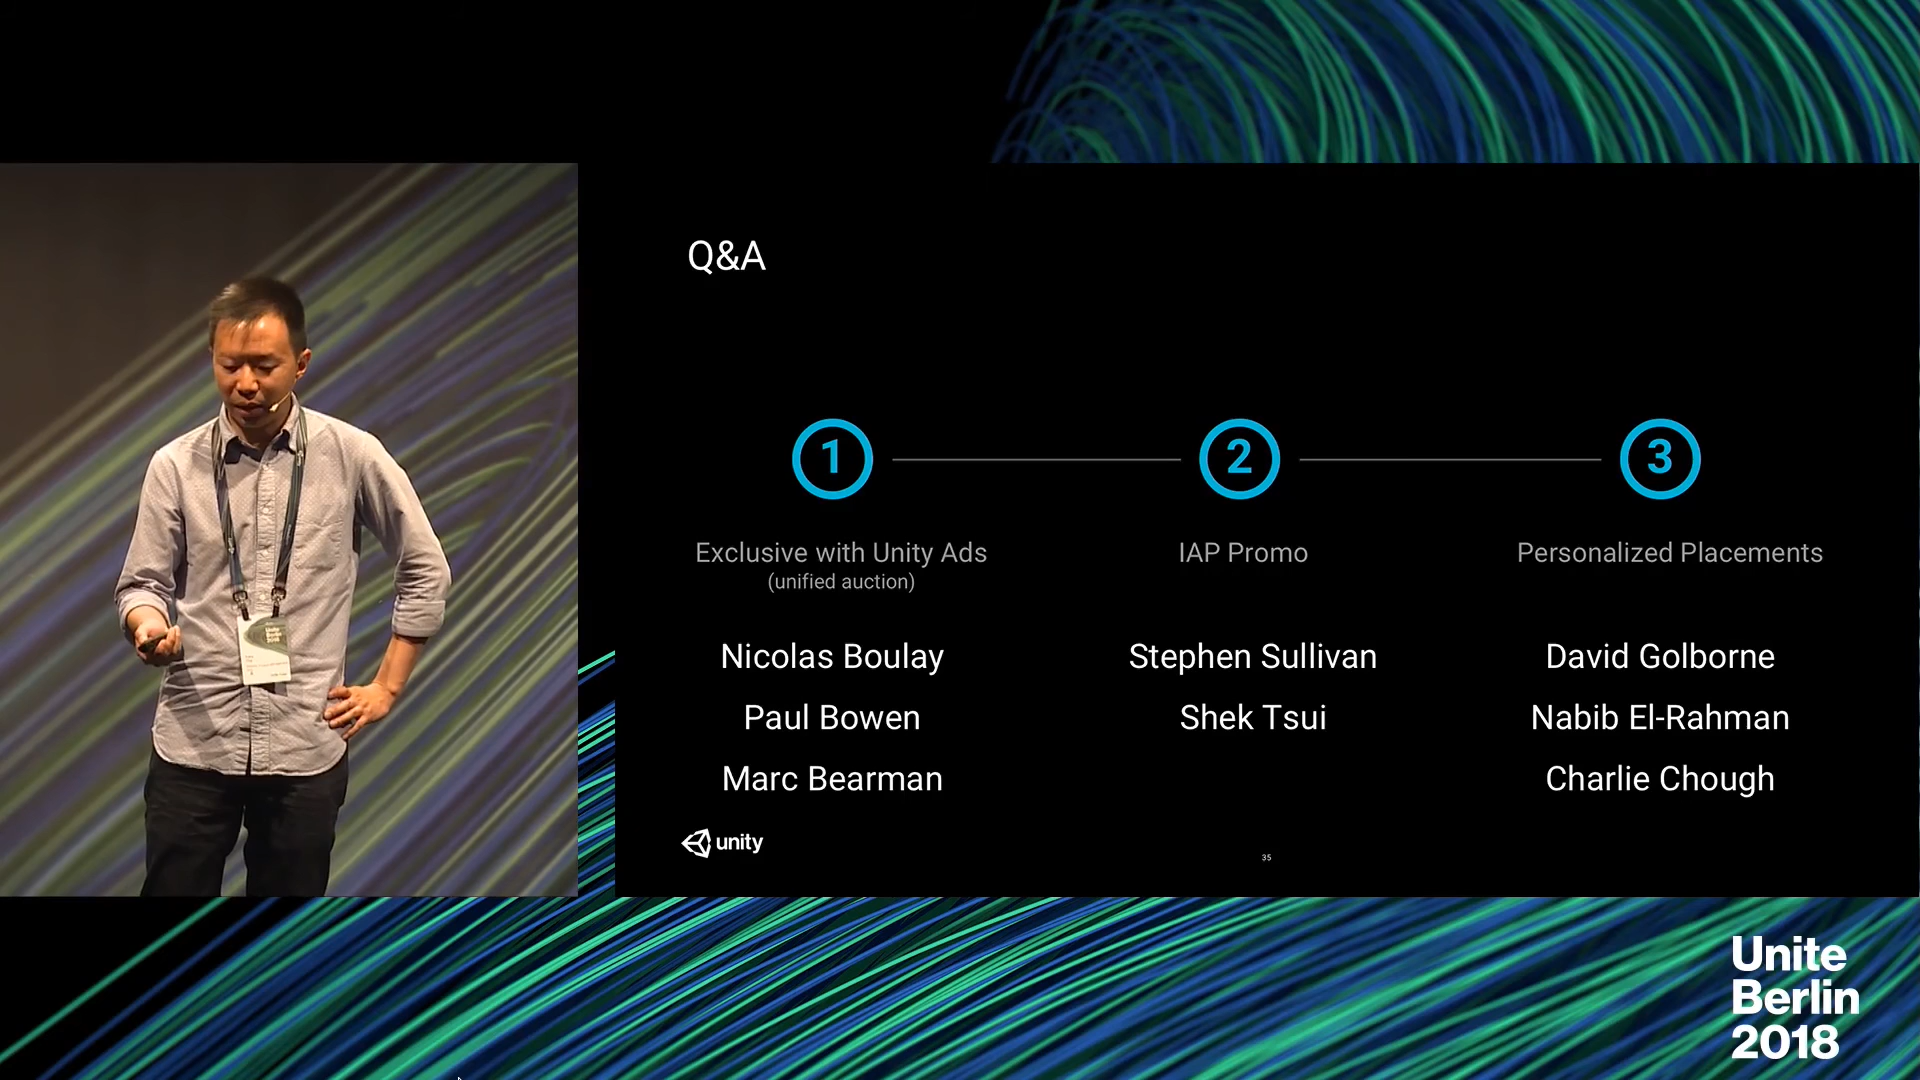 Q&A
1
2
3
Exclusive with Unity Ads
(unified auction)
IAP Promo
Personalized Placements
Nicolas Boulay
Paul Bowen
Marc Bearman
Stephen Sullivan
Shek Tsui
David Golborne
Nabib El-Rahman
Charlie Chough
unity
35
Unite
Berlin
2018